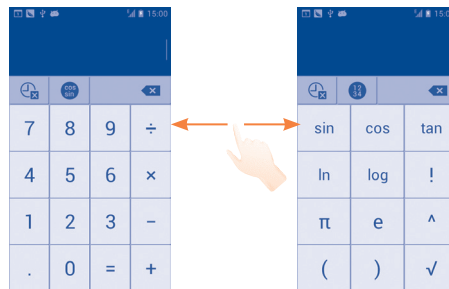 15:00
15:0
cos
sin
12
34
7 8 9 ÷
sin cos tan
4 5 6 ×
ln log !
1 2 3 −
π e ^
. 0 = +
( ) √